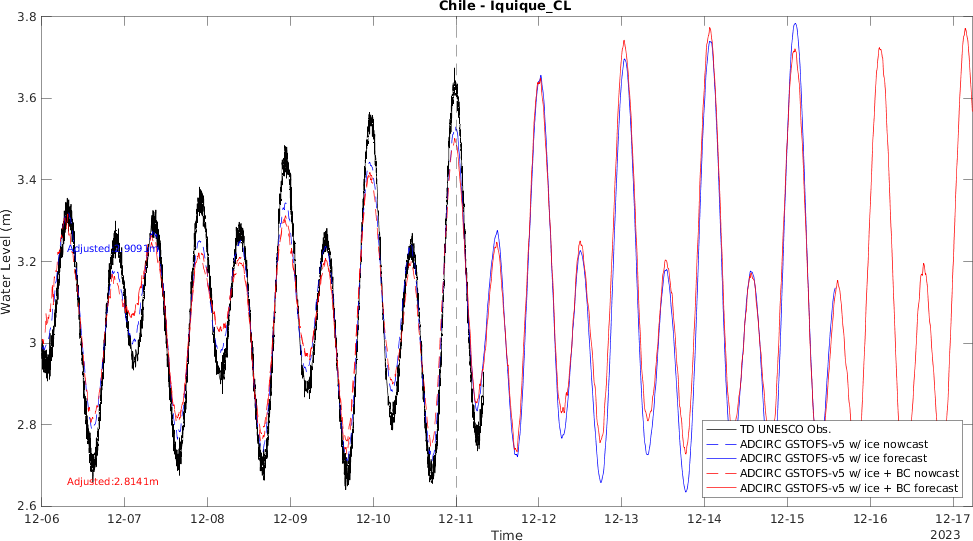 Chile - Iquique_CL
3.8
3.6
3.4
3.2
3
2.8
2.6
Water Level (m)
Adjusted:2.8141m
TD UNESCO Obs.
ADCIRC GSTOFS-v5 w/ ice nowcast
ADCIRC GSTOFS-v5 w/ ice forecast
ADCIRC GSTOFS-v5 w/ ice + BC nowcast
ADCIRC GSTOFS-v5 w/ ice + BC forecast
12-06 12-07 12-08 12-09 12-10 12-11 12-12 12-13 12-14 12-15 12-16 12-17
Time
2023